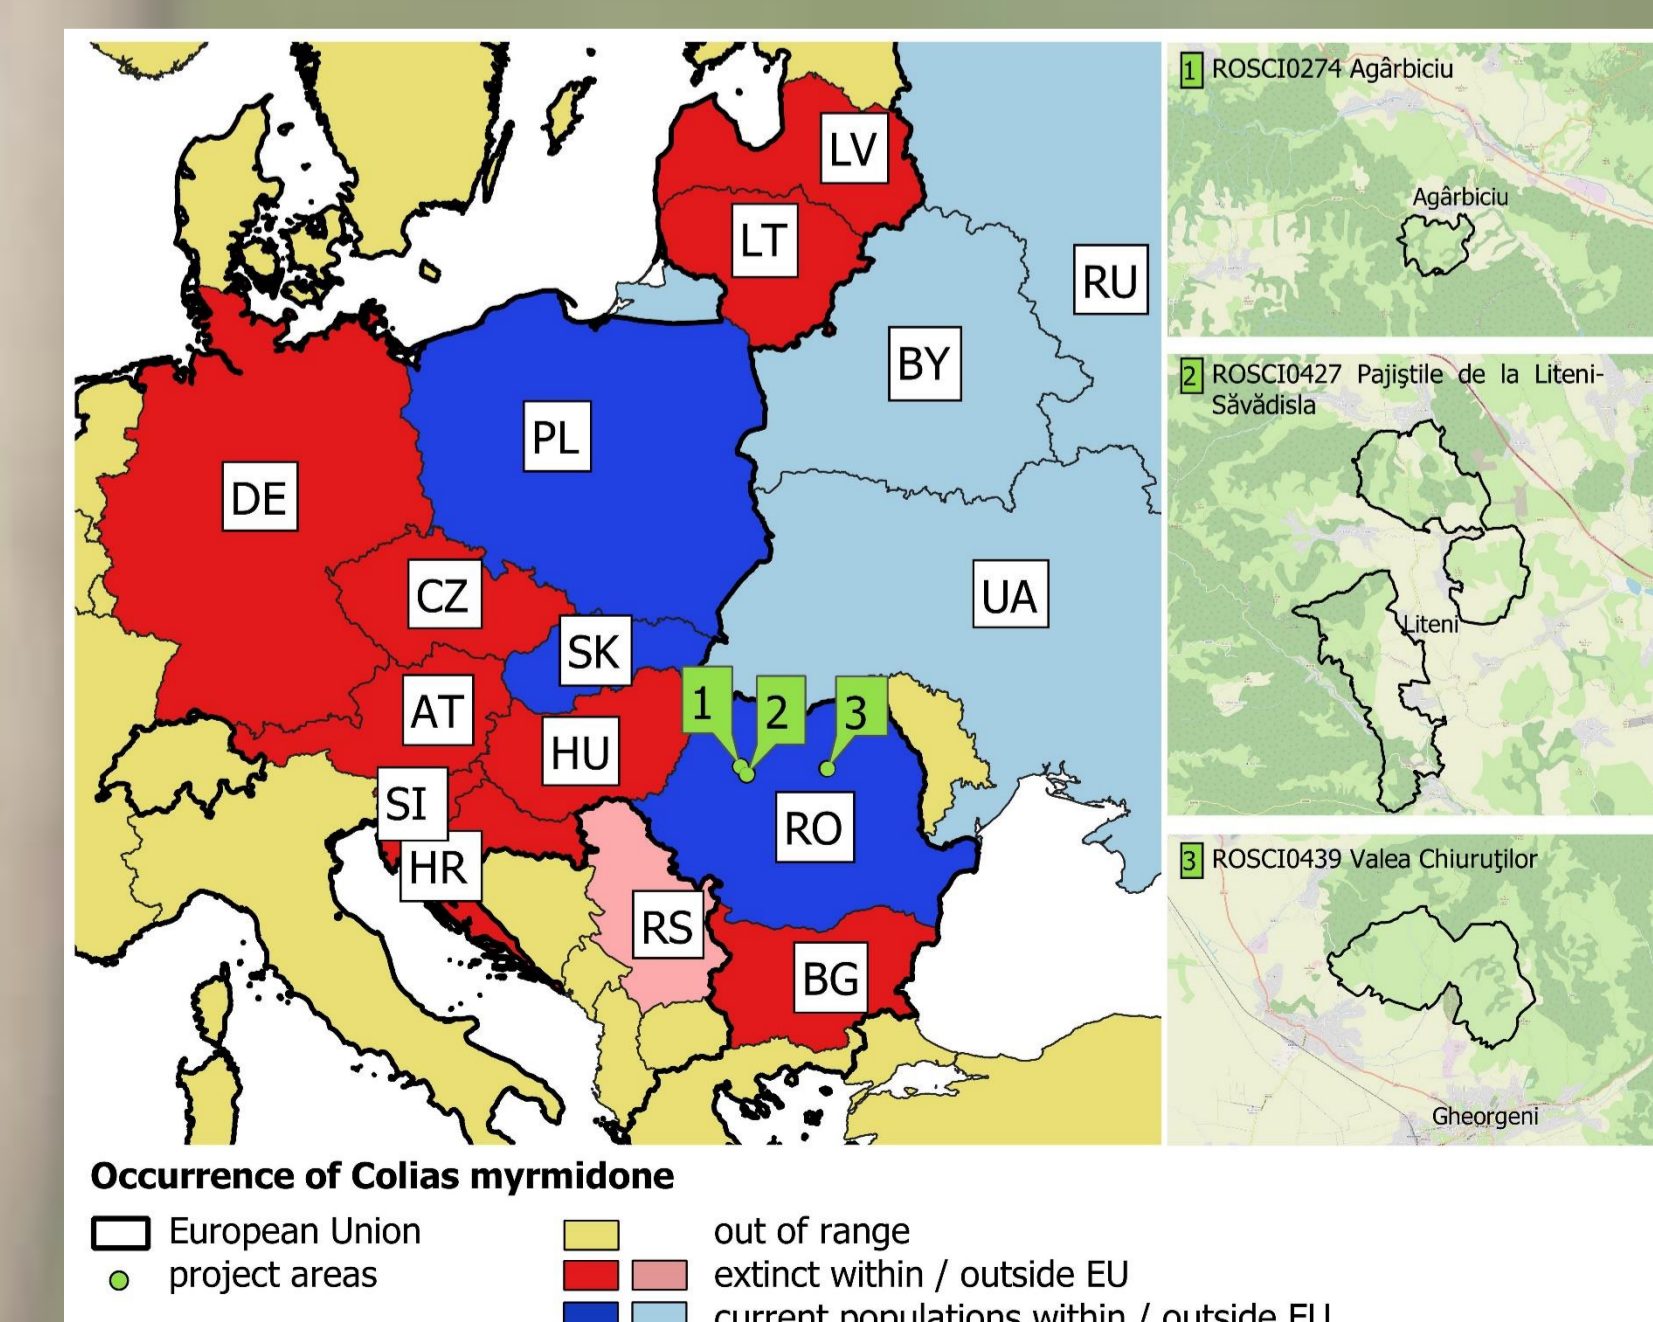 LV
LT
RU
BY
PL
DE
UA
CZ
SK
AT
1
2
3
HU
SI
RO
HR
RS
BG
1 ROSCI0274 Agârbiciu
Agârbiciu
2 ROSCI0427 Pajiştile de la Liteni-
Săvădisla
Liteni
3 ROSCI0439 Valea Chiuruţilor
Gheorgeni
Occurrence of Colias myrmidone
European Union
project areas
out of range
extinct within / outside EU
current populations within / outside EU